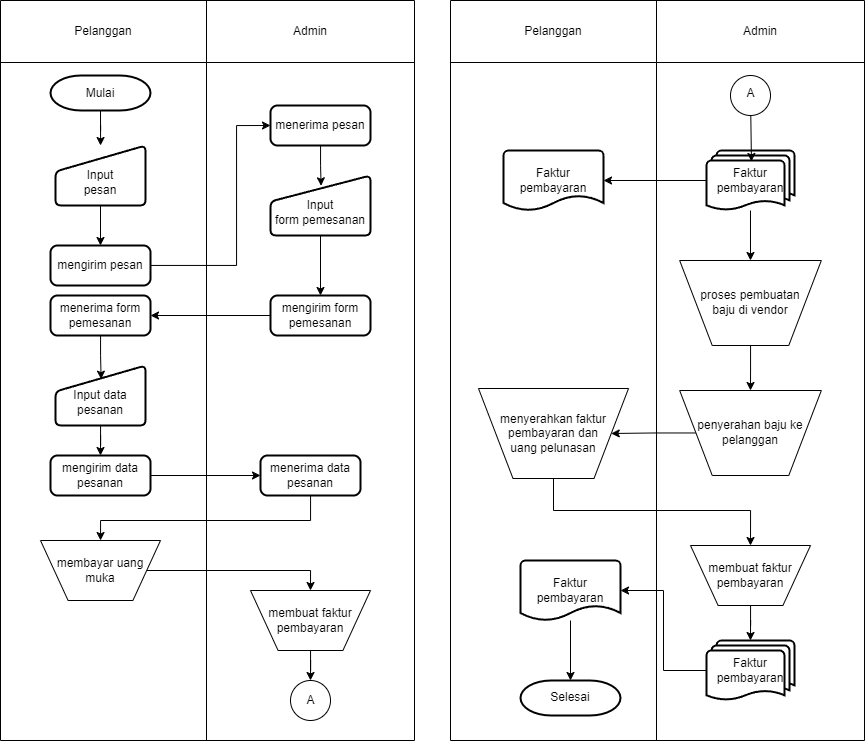 Pelanggan
Admin
Mulai
menerima pesan
Input
pesan
Input
form pemesanan
mengirim pesan
menerima form
pemesanan
mengirim form
pemesanan
Input data
pesanan
mengirim data
pesanan
menerima data
pesanan
membayar uang
muka
membuat faktur
pembayaran
A
Pelanggan
Admin
A
Faktur
pembayaran
Faktur
pembayaran
proses pembuatan
baju di vendor
menyerahkan faktur
pembayaran dan
uang pelunasan
penyerahan baju ke
pelanggan
membuat faktur
pembayaran
Faktur
pembayaran
Faktur
pembayaran
Selesai